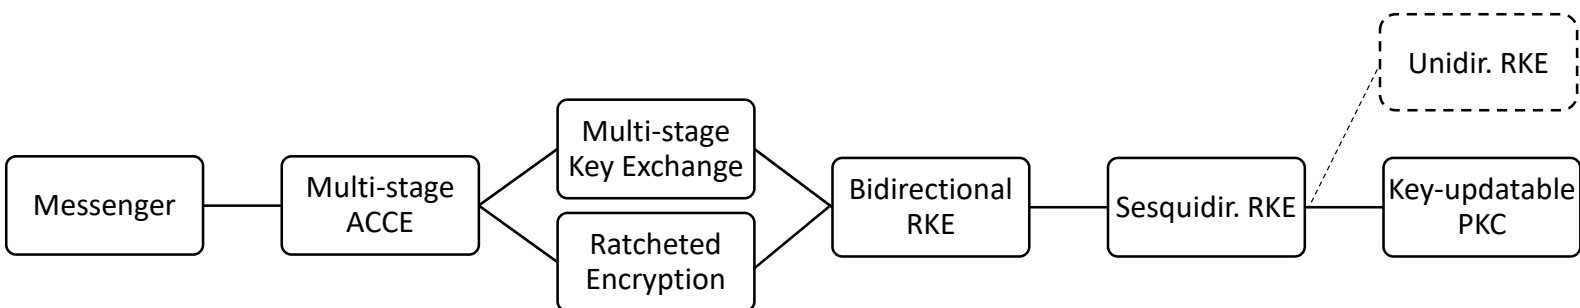 Messenger
Multi-stage
ACCE
Multi-stage
Key Exchange
Ratcheted
Encryption
Bidirectional
RKE
Sesquidir. RKE
Unidir. RKE
Key-updatable
PKC